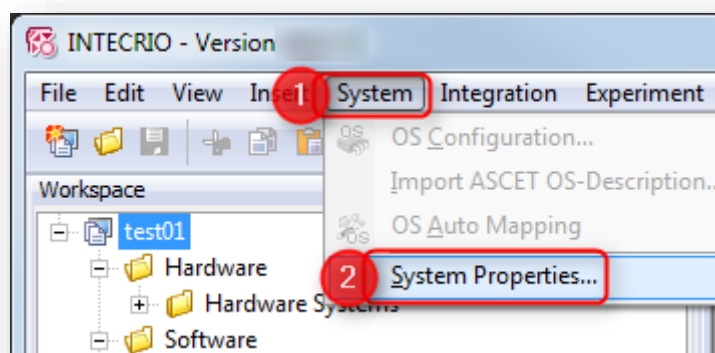 INTECRIO - Version
File Edit View Insert System Integration Experiment
1
OS Configuration...
Import ASCET OS-Description..
Workspace
OS Auto Mapping
test01
2 System Properties...
Hardware
Hardware Systems
Software